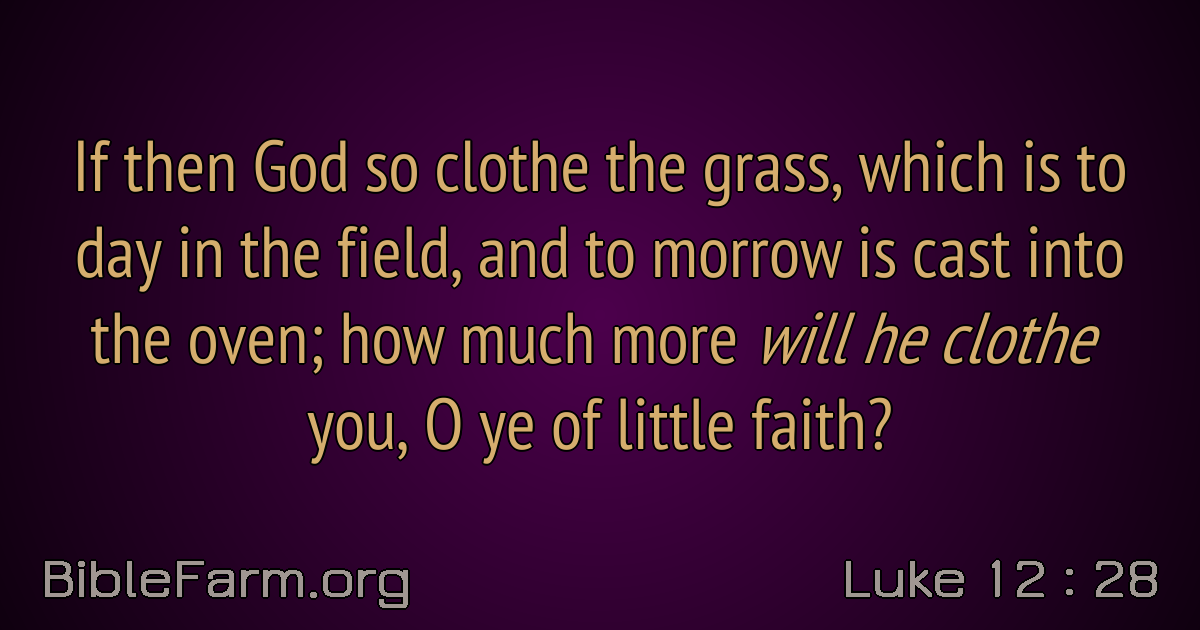 If then God so clothe the grass, which is to
day in the field, and to morrow is cast into
the oven; how much more will he clothe
you, O ye of little faith?
BibleFarm.org
Luke 12 : 28